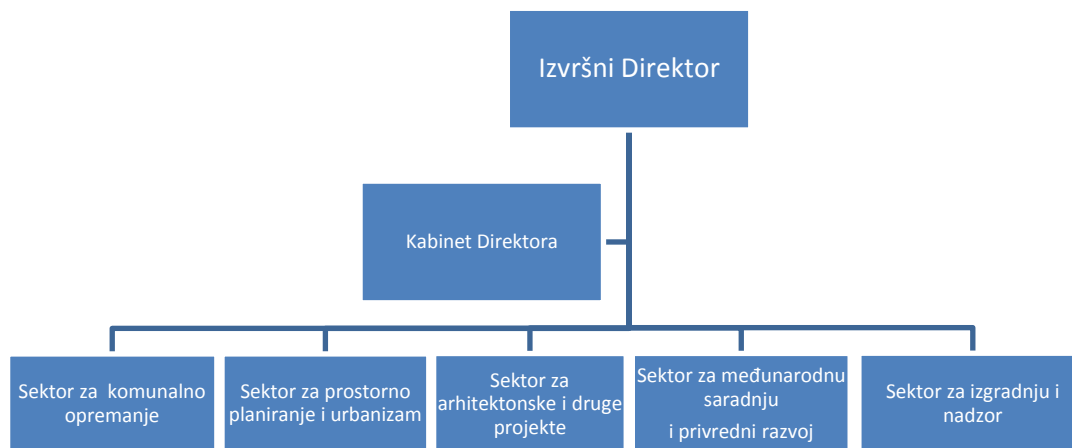 Izvršni Direktor
Kabinet Direktora
Sektor za komunalno
opremanje
Sektor za prostorno
planiranje i urbanizam
Sektor za
arhitektonske i druge
projekte
Sektor za međunarodnu
saradnju
i privredni razvoj
Sektor za izgradnju i
nadzor